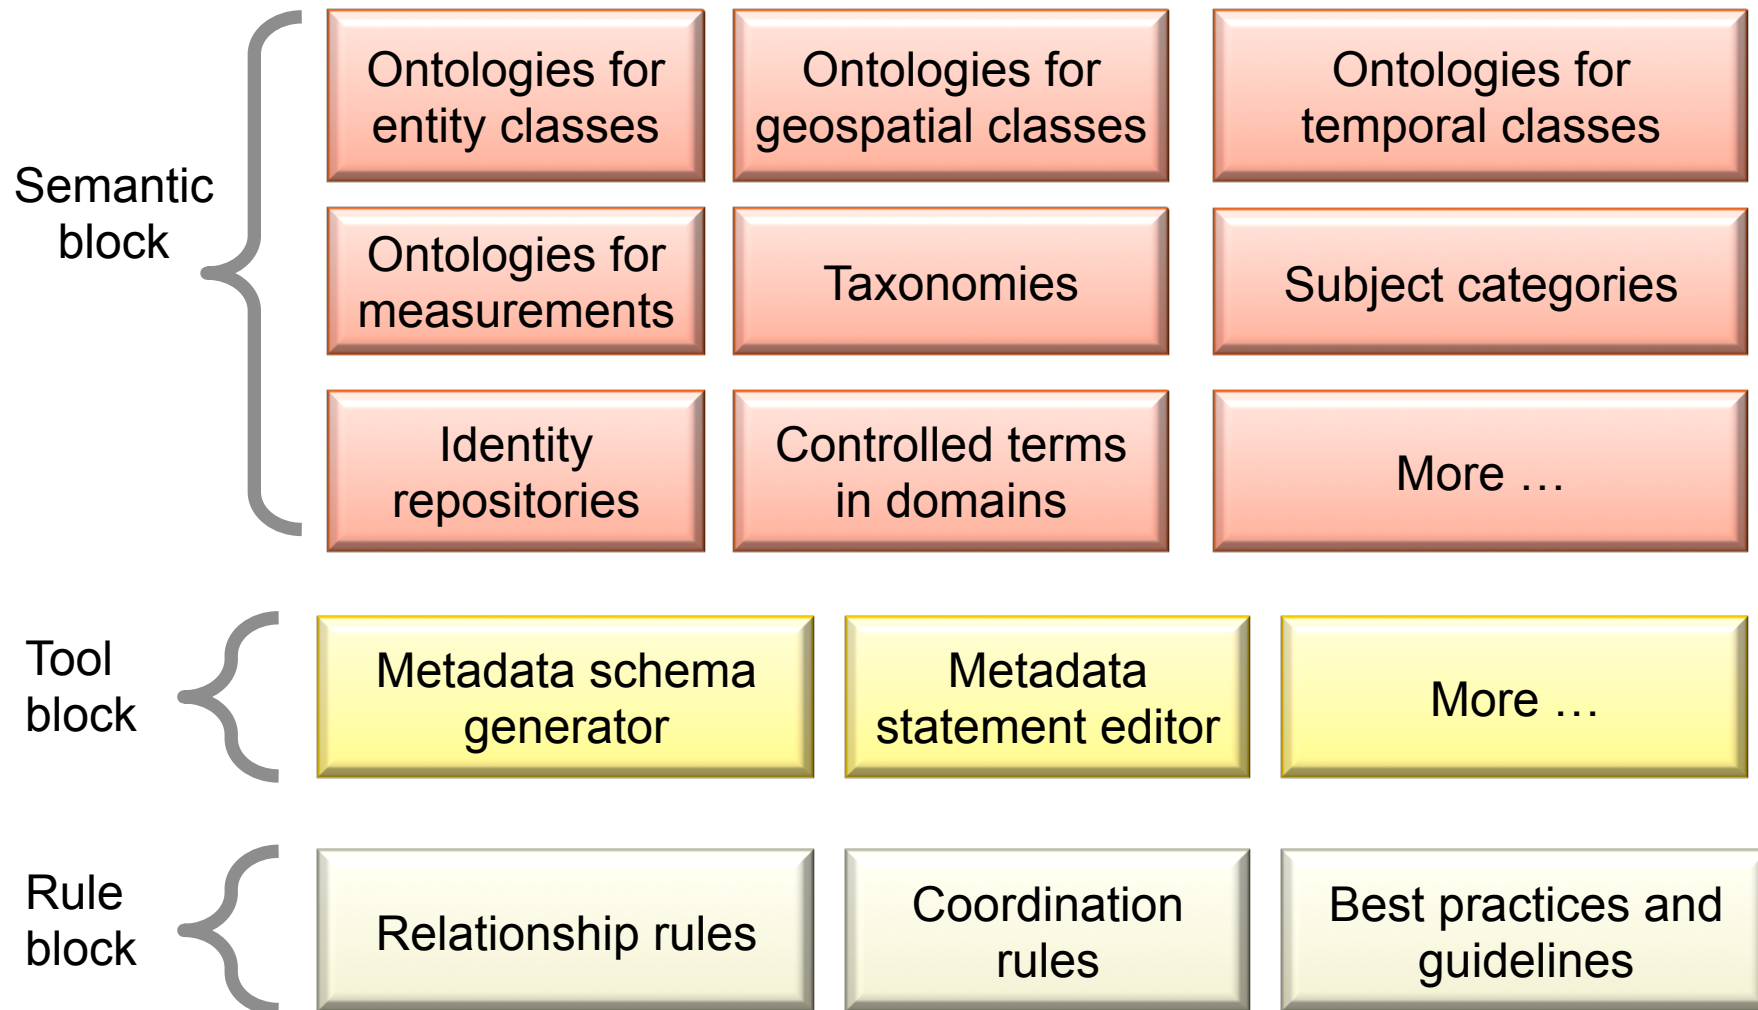 Semantic
block
Ontologies for
entity classes
Ontologies for
geospatial classes
Ontologies for
temporal classes
Ontologies for
measurements
Taxonomies
Subject categories
Identity
repositories
Controlled terms
in domains
More …
Tool
block
Metadata schema
generator
Metadata
statement editor
More …
Rule
block
Relationship rules
Coordination
rules
Best practices and
guidelines